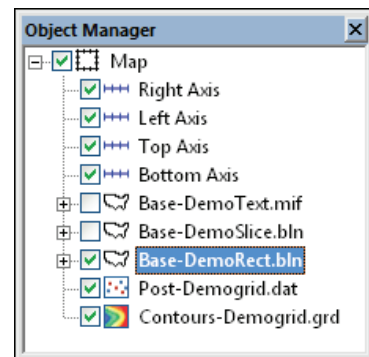 Object Manager
Map
Right Axis
Left Axis
Top Axis
Bottom Axis
Base-DemoText.mif
Base-DemoSlice.bln
Base-DemoRect.bln
Post-Demogrid.dat
Contours-Demogrid.grd